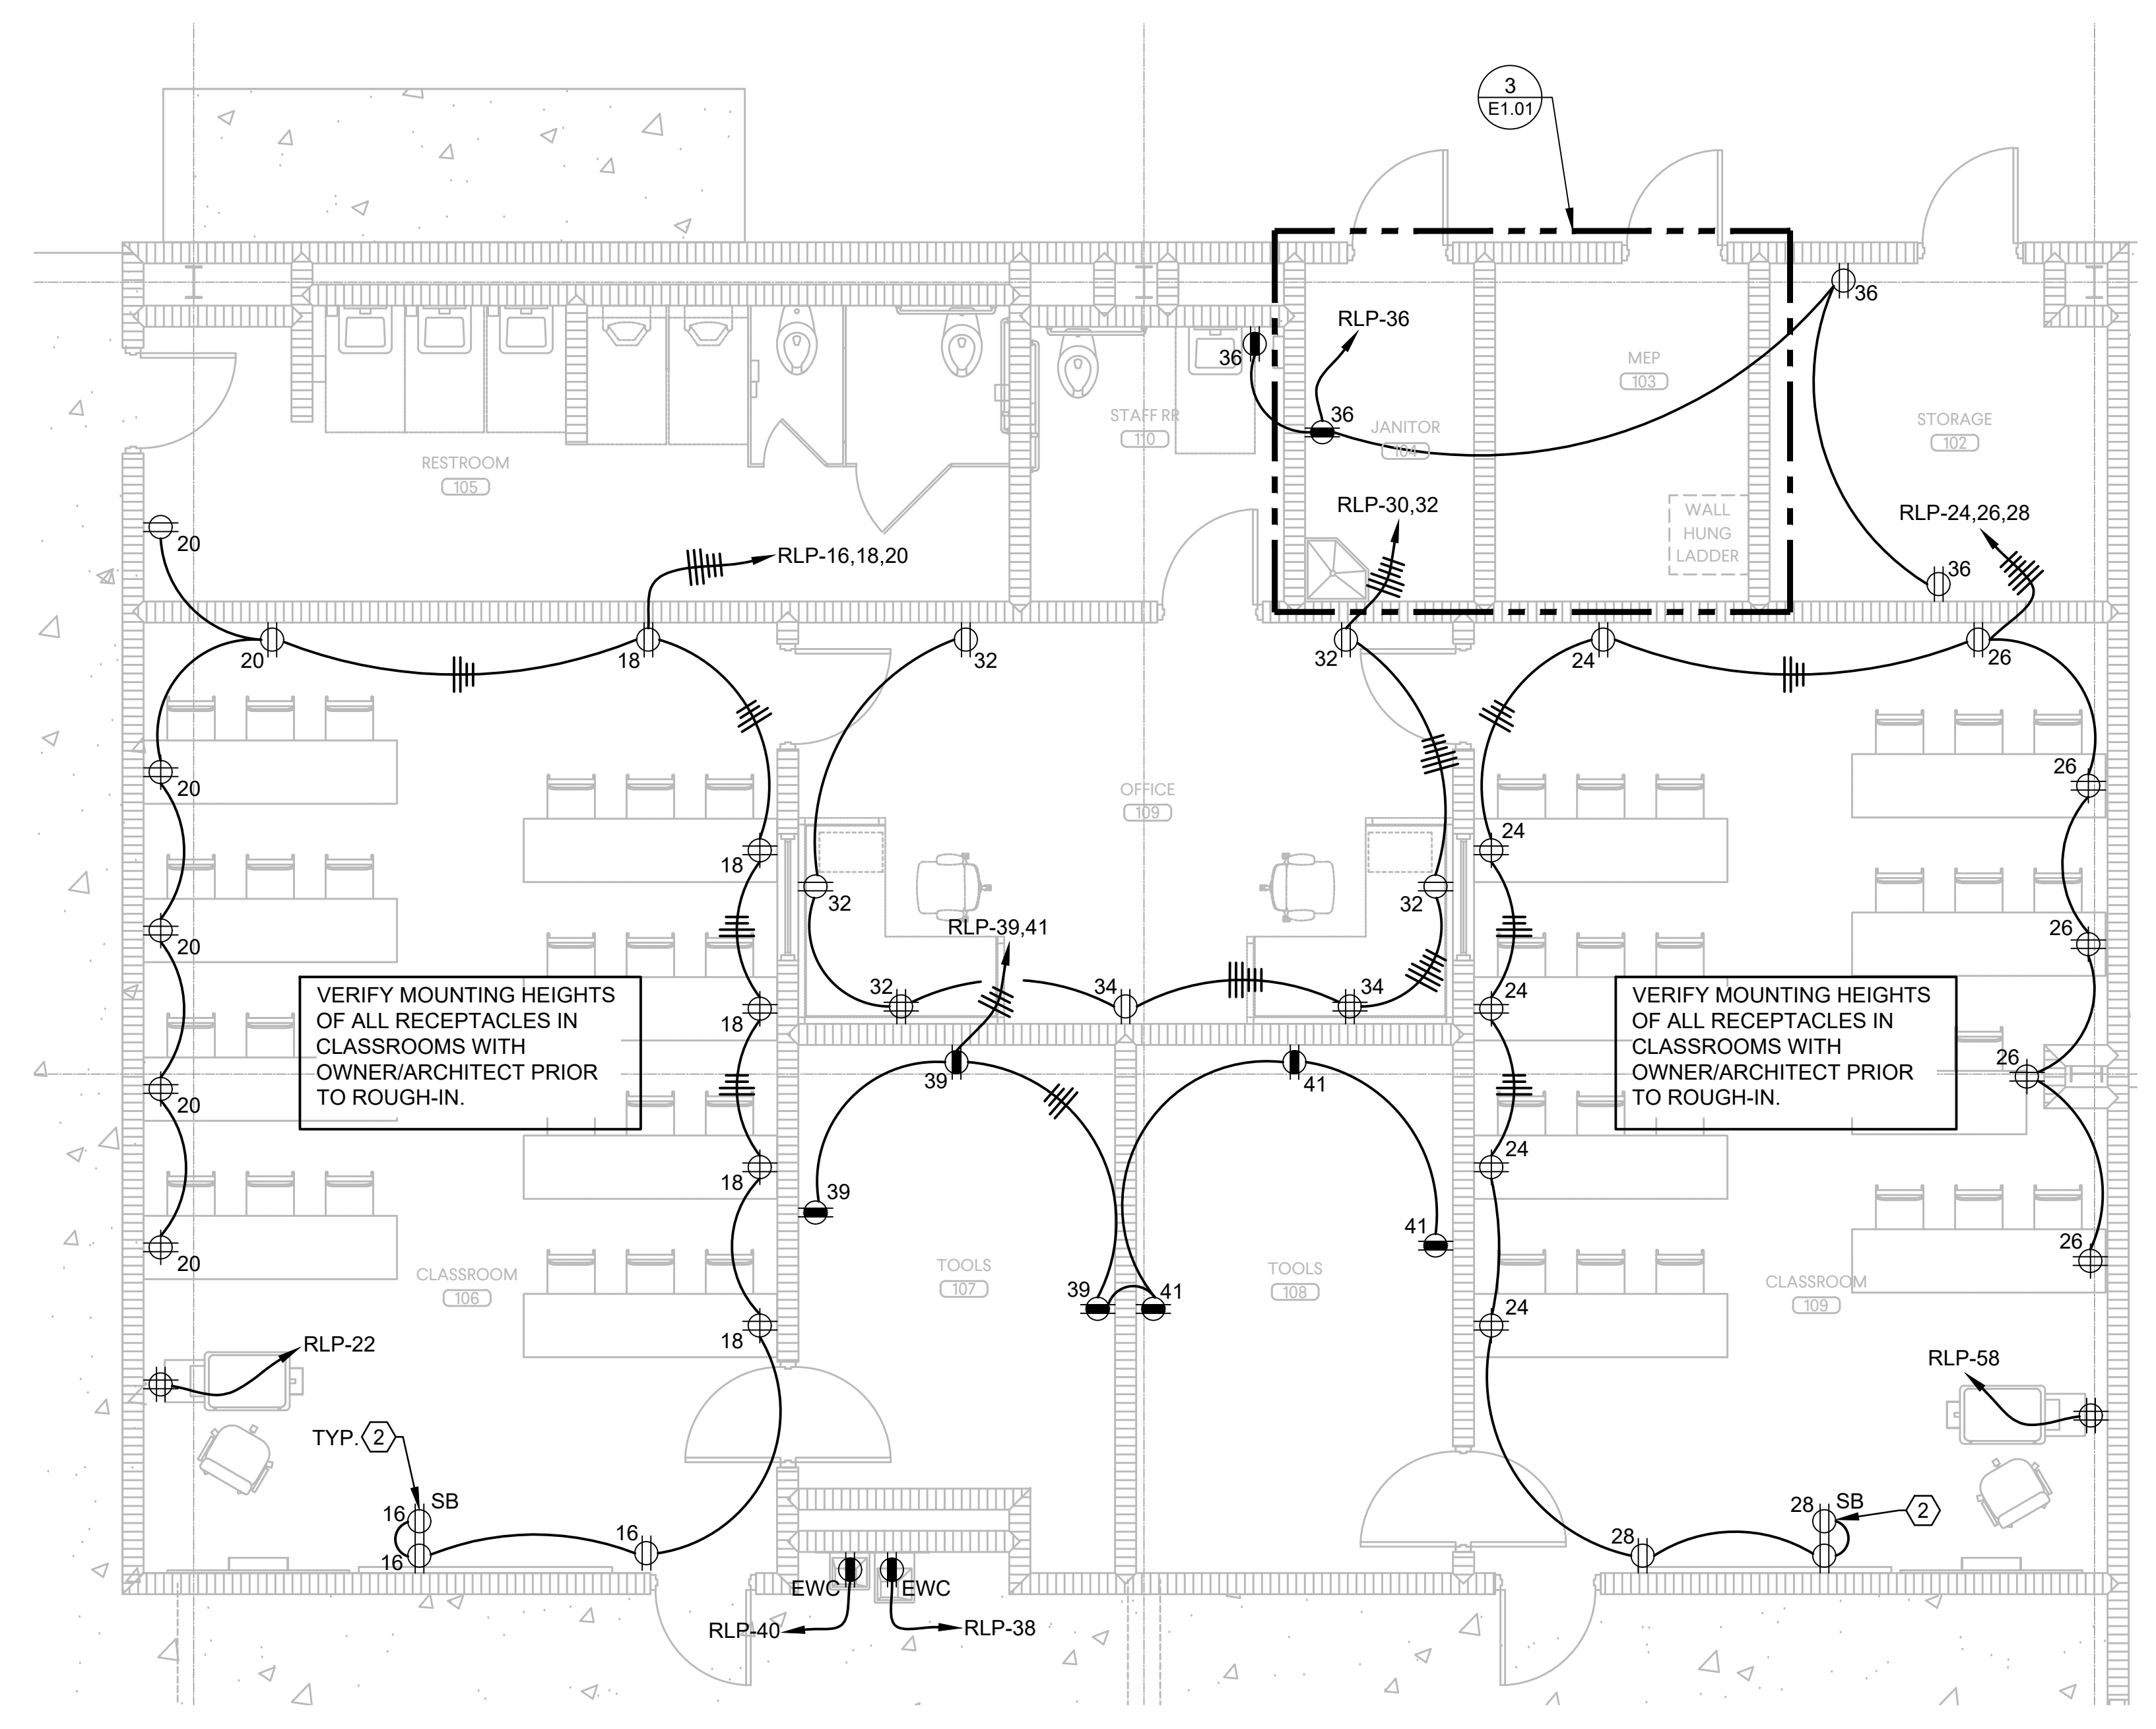 3
E1.01
36
RLP-36
36
MEP
103
36
STAFF RR
110
JANITOR
104
STORAGE
102
RESTROOM
105
RLP-30,32
WALL
HUNG
LADDER
RLP-24,26,28
20
RLP-16,18,20
36
20
18
32
32
24
26
20
OFFICE
109
26
18
24
32
32
20
RLP-39,41
26
32
34
34
18
24
VERIFY MOUNTING HEIGHTS
OF ALL RECEPTACLES IN
CLASSROOMS WITH
OWNER/ARCHITECT PRIOR
TO ROUGH-IN.
VERIFY MOUNTING HEIGHTS
OF ALL RECEPTACLES IN
CLASSROOMS WITH
OWNER/ARCHITECT PRIOR
TO ROUGH-IN.
20
39
41
26
18
24
39
41
20
CLASSROOM
106
TOOLS
107
39
41
TOOLS
108
CLASSROOM
109
26
18
24
RLP-22
RLP-58
TYP. 2
16
SB
16
16
28
28
SB
2
EWC
EWC
RLP-40
RLP-38